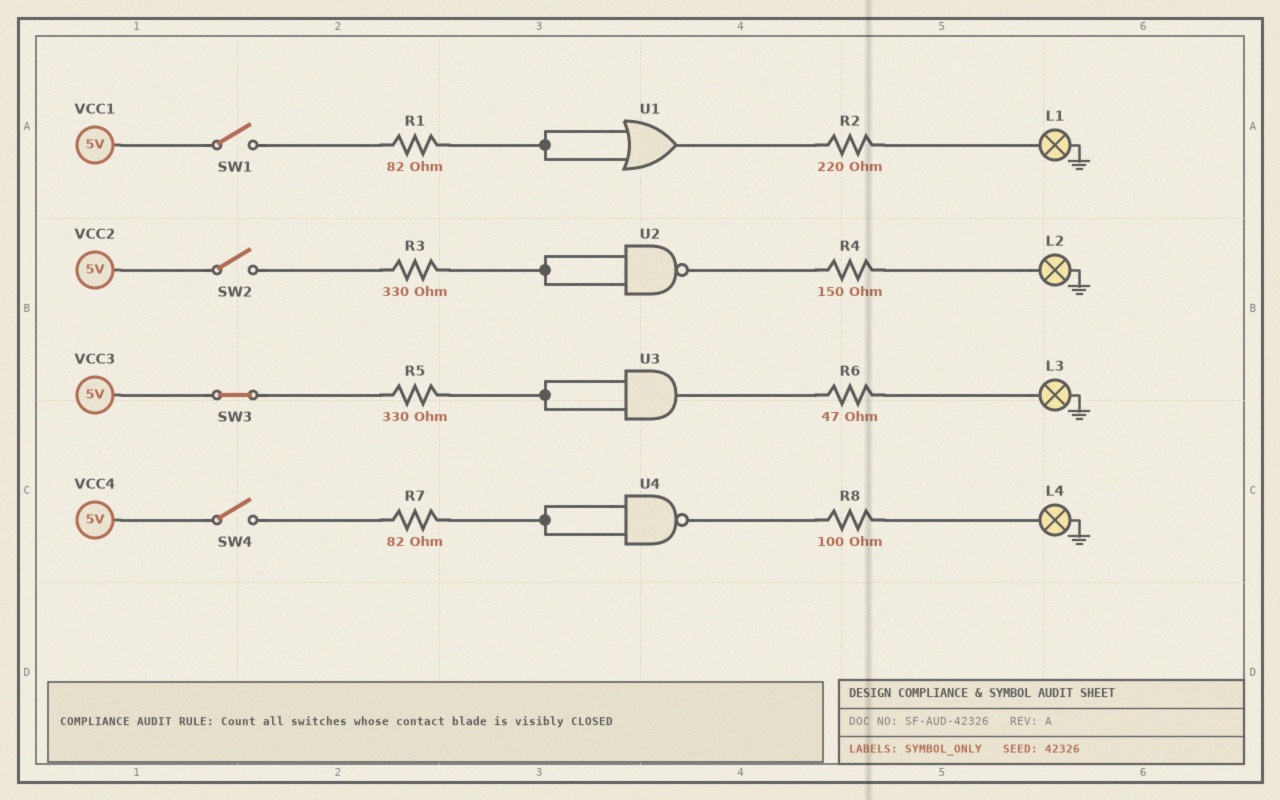 1 2 3 4 5 6
A A
VCC1 R1 U1 R2 L1
5V
SW1 82 Ohm 220 Ohm
VCC2 R3 U2 R4 L2
5V
SW2 330 Ohm 150 Ohm
B B
VCC3 R5 U3 R6 L3
5V
SW3 330 Ohm 47 Ohm
C C
VCC4 R7 U4 R8 L4
5V
SW4 82 Ohm 100 Ohm
D D
COMPLIANCE AUDIT RULE: Count all switches whose contact blade is visibly CLOSED
DESIGN COMPLIANCE & SYMBOL AUDIT SHEET
DOC NO: SF-AUD-42326 REV: A
LABELS: SYMBOL_ONLY SEED: 42326
1 2 3 4 5 6